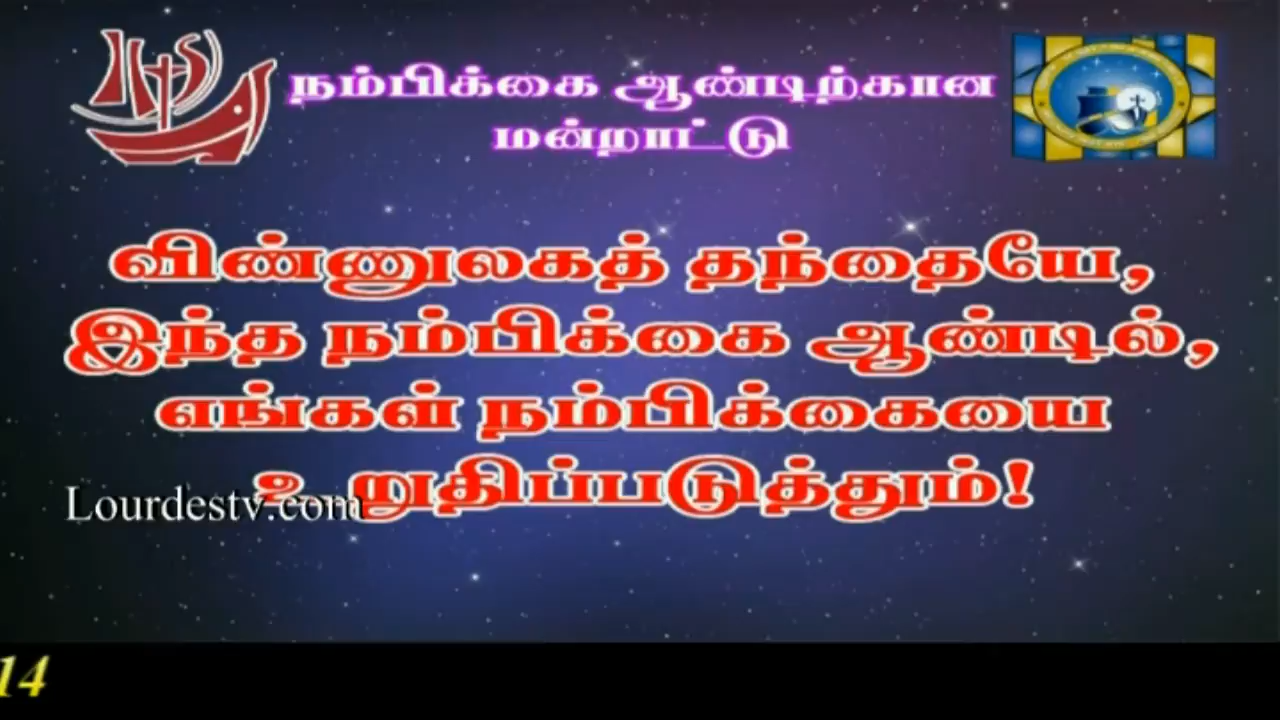 நம்பிக்கை ஆண்டிற்கான
மன்றாட்டு
விண்ணுலகத் தந்தையே,
இந்த நம்பிக்கை ஆண்டில்,
எங்கள் நம்பிக்கையை
உறுதிப்படுத்தும்!
Lourdestv.com
14